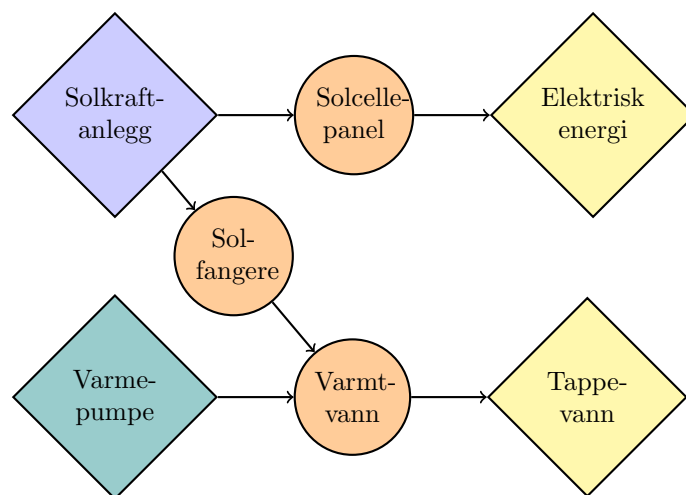 Solkraft-
anlegg
Solcelle-
panel
Elektrisk
energi
Sol-
fangere
Varme-
pumpe
Varmt-
vann
Tappe-
vann